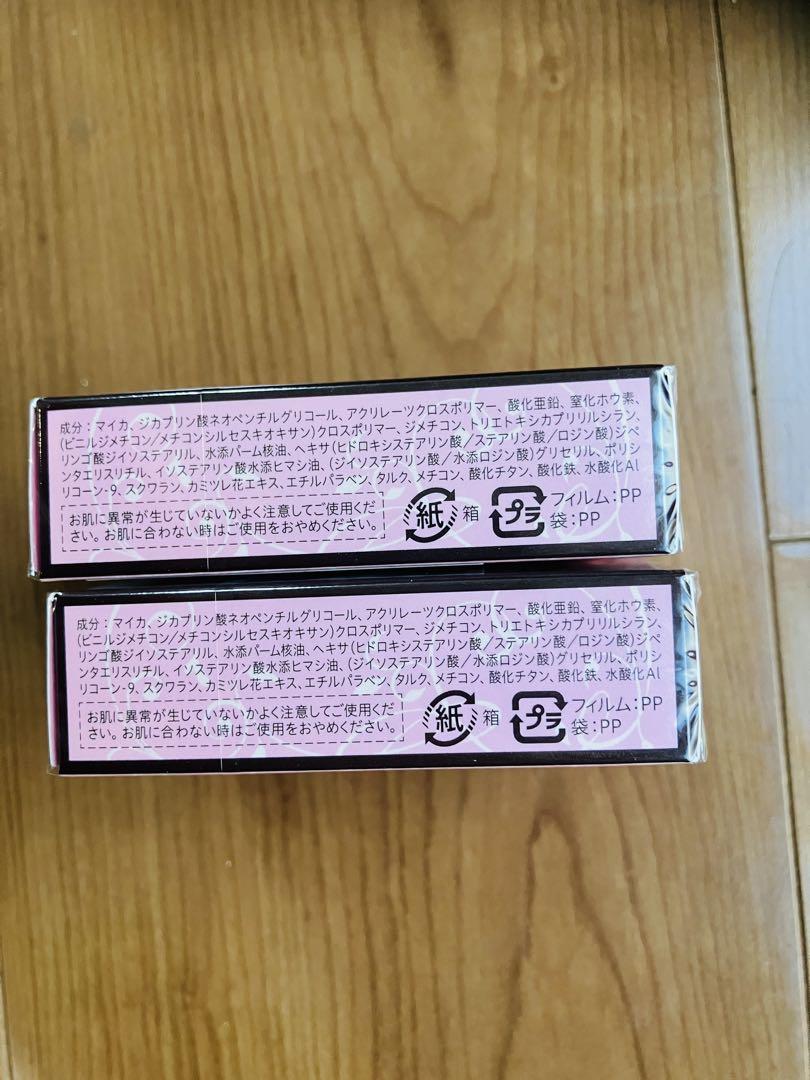 成分：マイカ、ジカプリン酸ネオペンチルグリコール、アクリレーツクロスポリマー、酸化亜鉛、窒化ホウ素、
(ビニルジメチコン/メチコンシルセスキオキサン)クロスポリマー、ジメチコン、トリエトキシカプリリルシラン、
リンゴ酸ジイソステアリル、水添パーム核油、ヘキサ(ヒドロキシステアリン酸/ステアリン酸/ロジン酸)ジペ
ンタエリスリチル、イソステアリン酸水添ヒマシ油、(ジイソステアリン酸/水添ロジン酸)グリセリル、ポリシ
リコーン-9、スクワラン、カミツレ花エキス、エチルパラベン、タルク、メチコン、酸化チタン、酸化鉄、水酸化Al
お肌に異常が生じていないかよく注意してご使用くだ
さい。お肌に合わない時はご使用をおやめください。
紙 箱
プラ フィルム：PP
袋：PP
成分：マイカ、ジカプリン酸ネオペンチルグリコール、アクリレーツクロスポリマー、酸化亜鉛、窒化ホウ素、
(ビニルジメチコン/メチコンシルセスキオキサン)クロスポリマー、ジメチコン、トリエトキシカプリリルシラン、
リンゴ酸ジイソステアリル、水添パーム核油、ヘキサ(ヒドロキシステアリン酸/ステアリン酸/ロジン酸)ジペ
ンタエリスリチル、イソステアリン酸水添ヒマシ油、(ジイソステアリン酸/水添ロジン酸)グリセリル、ポリシ
リコーン-9、スクワラン、カミツレ花エキス、エチルパラベン、タルク、メチコン、酸化チタン、酸化鉄、水酸化Al
お肌に異常が生じていないかよく注意してご使用くだ
さい。お肌に合わない時はご使用をおやめください。
紙 箱
プラ フィルム：PP
袋：PP